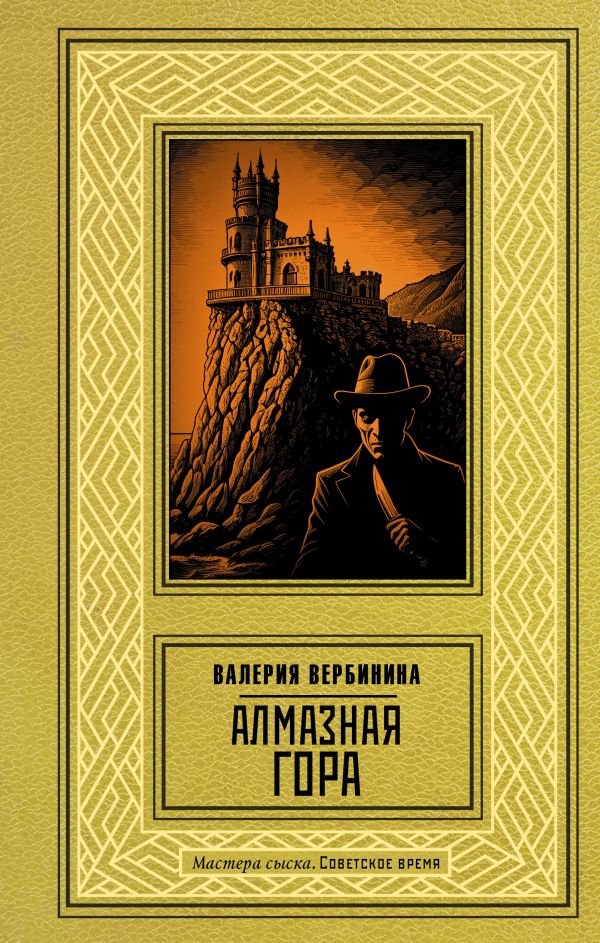 ВАЛЕРИЯ ВЕРБИНИНА
АЛМАЗНАЯ
ГОРА
Мастера сыска. Советское время